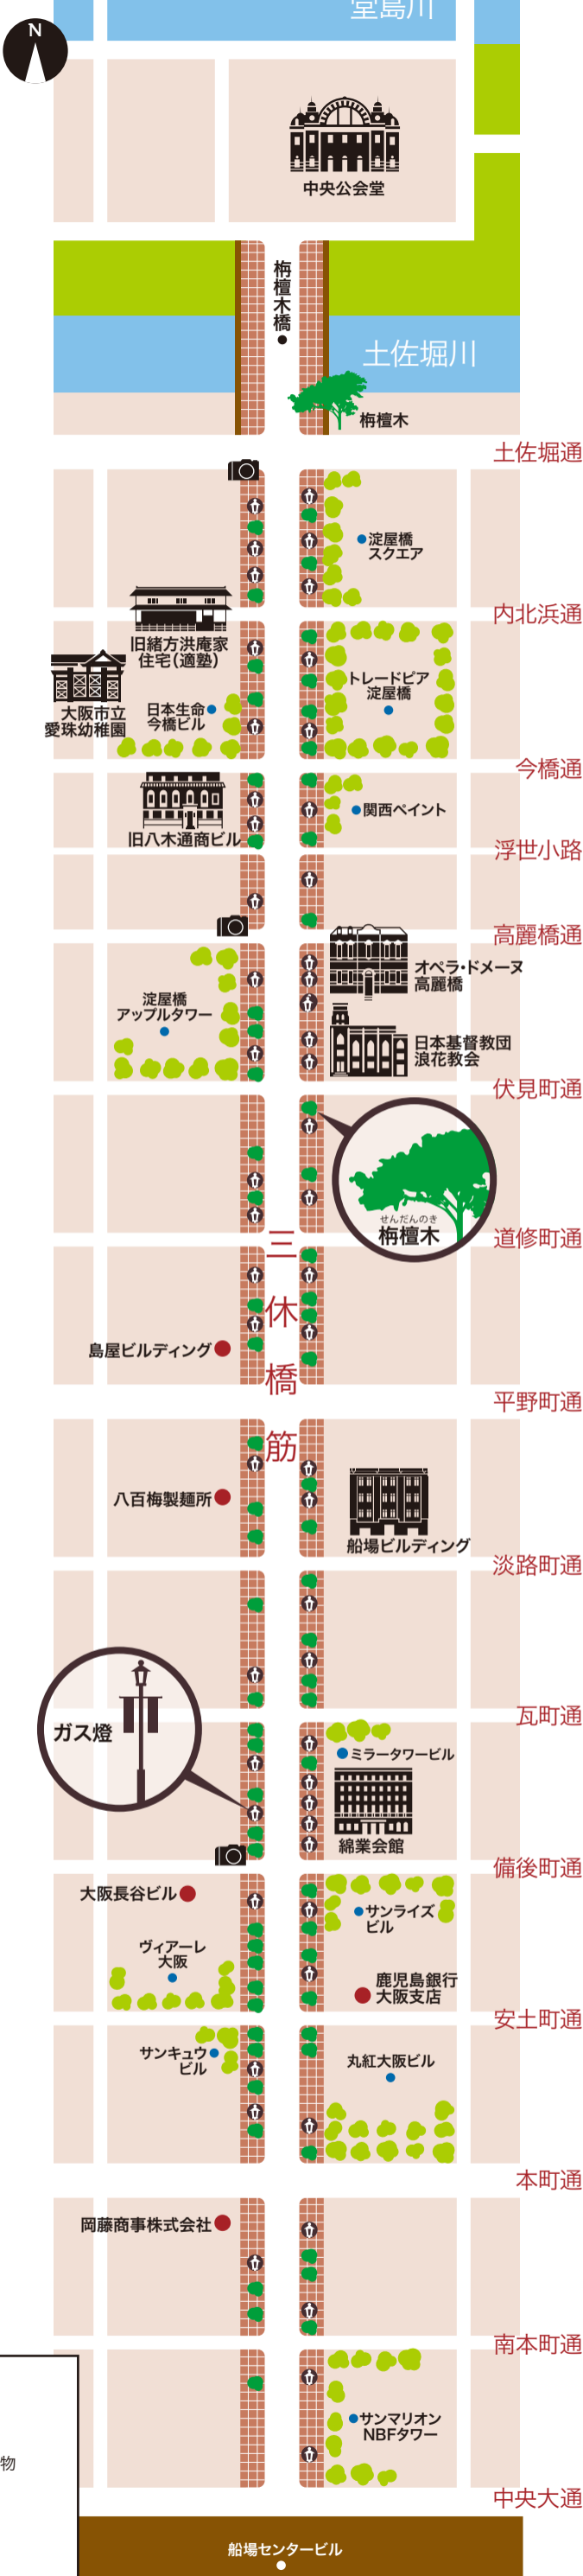 堂島川
N
中央公会堂
栴檀木橋
土佐堀川
栴檀木
土佐堀通
淀屋橋
スクエア
内北浜通
旧緒方洪庵家
住宅(適塾)
トレードピア
淀屋橋
大阪市立
愛珠幼稚園
日本生命
今橋ビル
今橋通
関西ペイント
旧八木通商ビル
浮世小路
高麗橋通
オペラ・ドメーヌ
高麗橋
淀屋橋
アップルタワー
日本基督教団
浪花教会
伏見町通
せんだんのき
栴檀木
道修町通
三休橋筋
島屋ビルディング
平野町通
八百梅製麺所
船場ビルディング
淡路町通
瓦町通
ガス燈
ミラータワービル
綿業会館
備後町通
大阪長谷ビル
サンライズ
ビル
ヴィアーレ
大阪
鹿児島銀行
大阪支店
安土町通
サンキュウ
ビル
丸紅大阪ビル
本町通
岡藤商事株式会社
南本町通
サンマリオン
NBFタワー
物
中央大通
船場センタービル